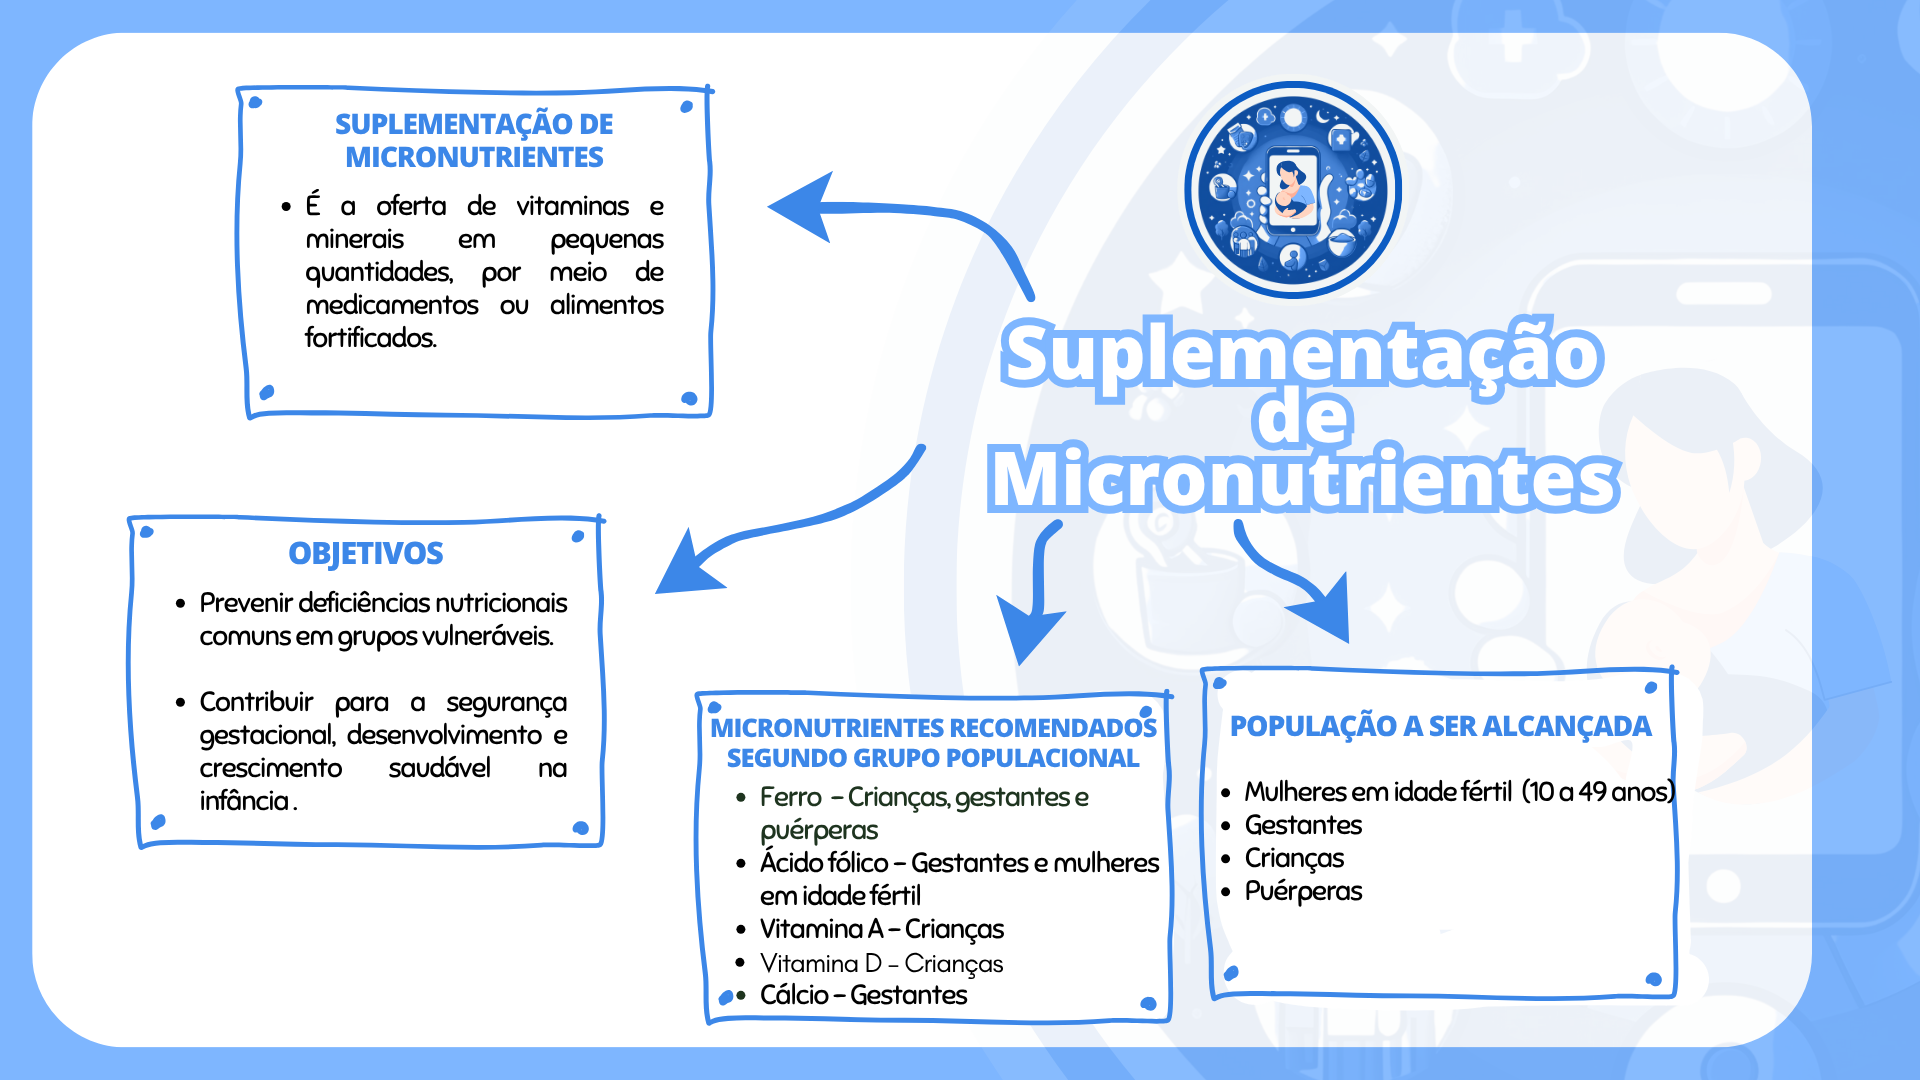 SUPLEMENTAÇÃO DE
MICRONUTRIENTES
• É a oferta de vitaminas e
minerais em pequenas
quantidades, por meio de
medicamentos ou alimentos
fortificados.
Suplementação
de
Micronutrientes
OBJETIVOS
• Prevenir deficiências nutricionais
comuns em grupos vulneráveis.
• Contribuir para a segurança
gestacional, desenvolvimento e
crescimento saudável na
infância.
MICRONUTRIENTES RECOMENDADOS
SEGUNDO GRUPO POPULACIONAL
• Ferro – Crianças, gestantes e
puérperas
• Ácido fólico – Gestantes e mulheres
em idade fértil
• Vitamina A – Crianças
• Vitamina D – Crianças
• Cálcio – Gestantes
POPULAÇÃO A SER ALCANÇADA
• Mulheres em idade fértil (10 a 49 anos)
• Gestantes
• Crianças
• Puérperas